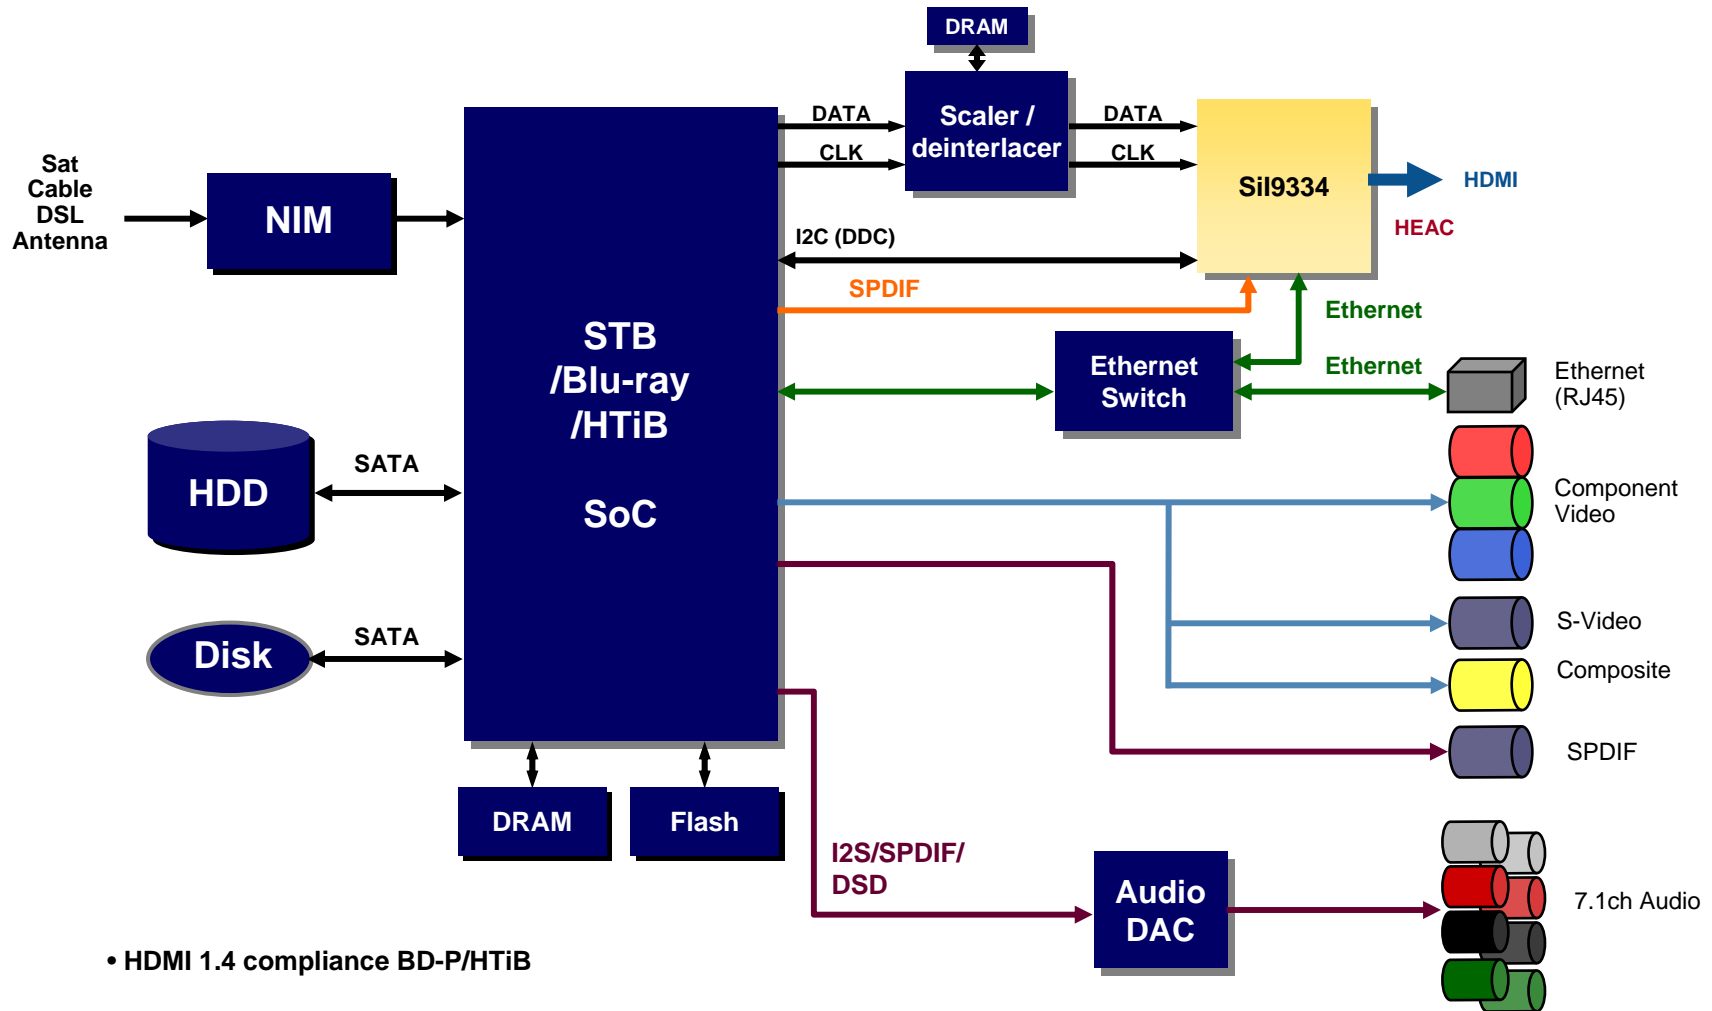 DRAM
DATA
Scaler /
deinterlacer
DATA
CLK
CLK
Sat
Cable
DSL
Antenna
NIM
SiI9334
HDMI
HEAC
I2C (DDC)
SPDIF
Ethernet
STB
/Blu-ray
/HTiB
SoC
Ethernet
Switch
Ethernet
Ethernet
(RJ45)
HDD
SATA
Component
Video
Disk
SATA
S-Video
Composite
SPDIF
DRAM
Flash
I2S/SPDIF/
DSD
Audio
DAC
7.1ch Audio
• HDMI 1.4 compliance BD-P/HTiB